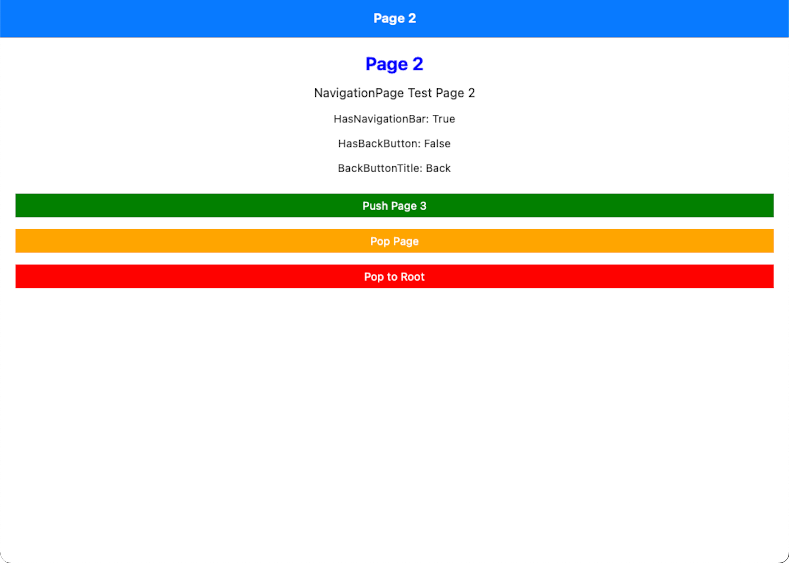 Page 2
Page 2
NavigationPage Test Page 2
HasNavigationBar: True
HasBackButton: False
BackButtonTitle: Back
Push Page 3
Pop Page
Pop to Root